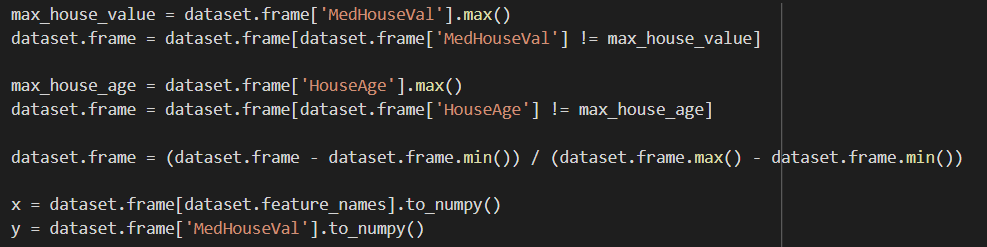 max_house_value = dataset.frame['MedHouseVal'].max()
dataset.frame = dataset.frame[dataset.frame['MedHouseVal'] != max_house_value]
max_house_age = dataset.frame['HouseAge'].max()
dataset.frame = dataset.frame[dataset.frame['HouseAge'] != max_house_age]
dataset.frame = (dataset.frame - dataset.frame.min()) / (dataset.frame.max() - dataset.frame.min())
x = dataset.frame[dataset.feature_names].to_numpy()
y = dataset.frame['MedHouseVal'].to_numpy()